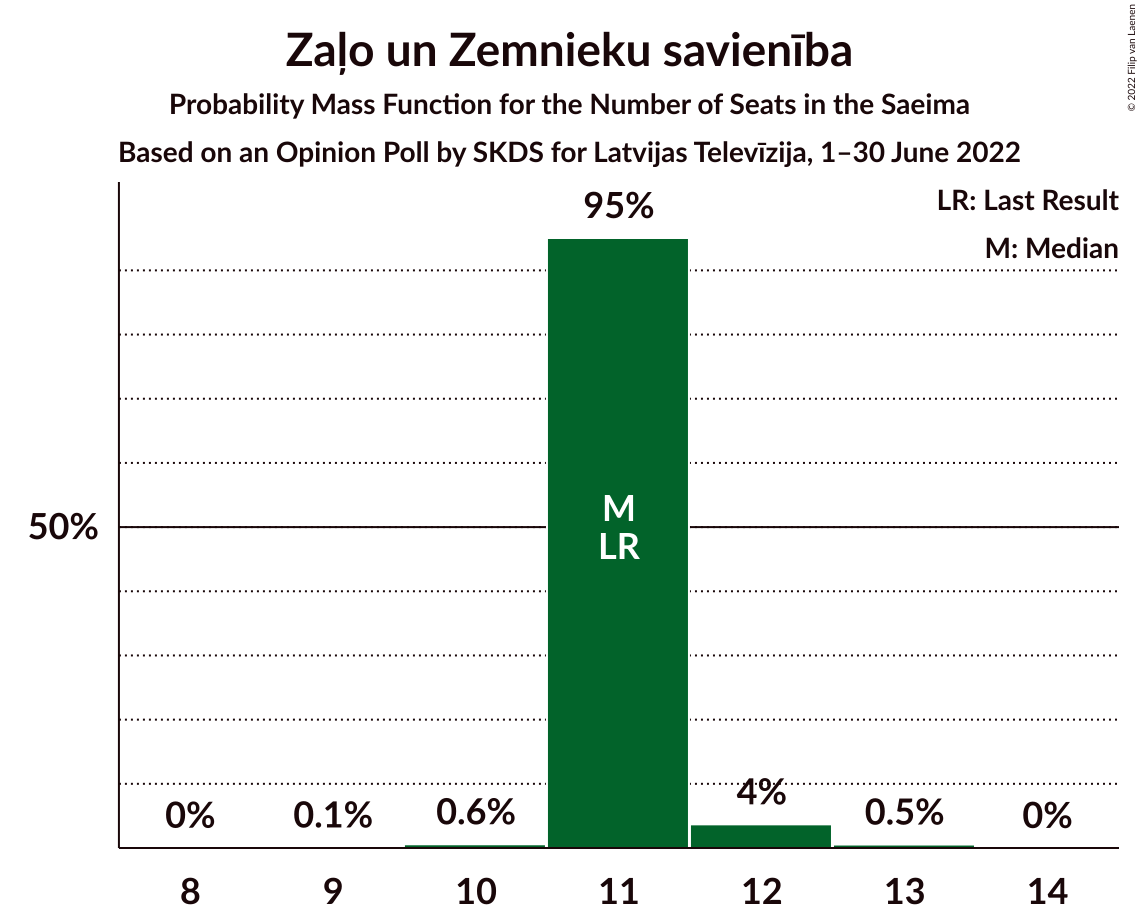 Zaļo un Zemnieku savienība
Probability Mass Function for the Number of Seats in the Saeima
Based on an Opinion Poll by SKDS for Latvijas Televīzija, 1–30 June 2022
© 2022 Filip van Laenen
LR: Last Result
M: Median
95%
50%
M
LR
0%
0.1%
0.6%
4%
0.5%
0%
8
9
10
11
12
13
14